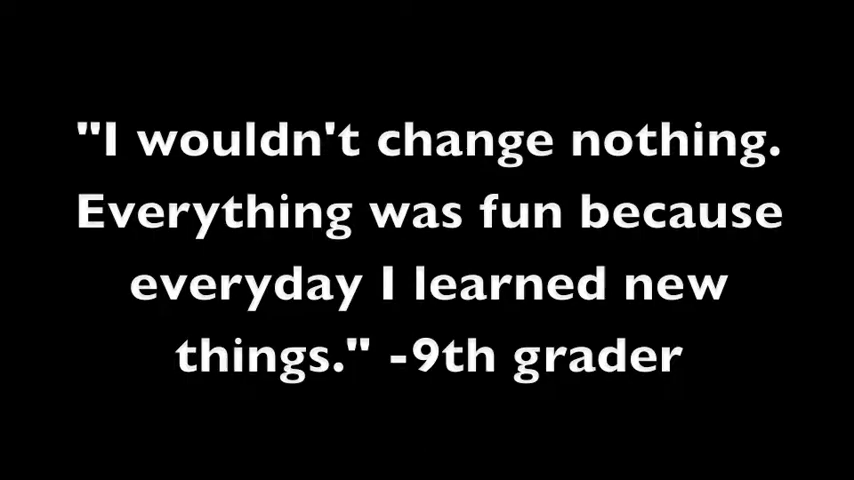 "I wouldn't change nothing.
Everything was fun because
everyday I learned new
things." -9th grader